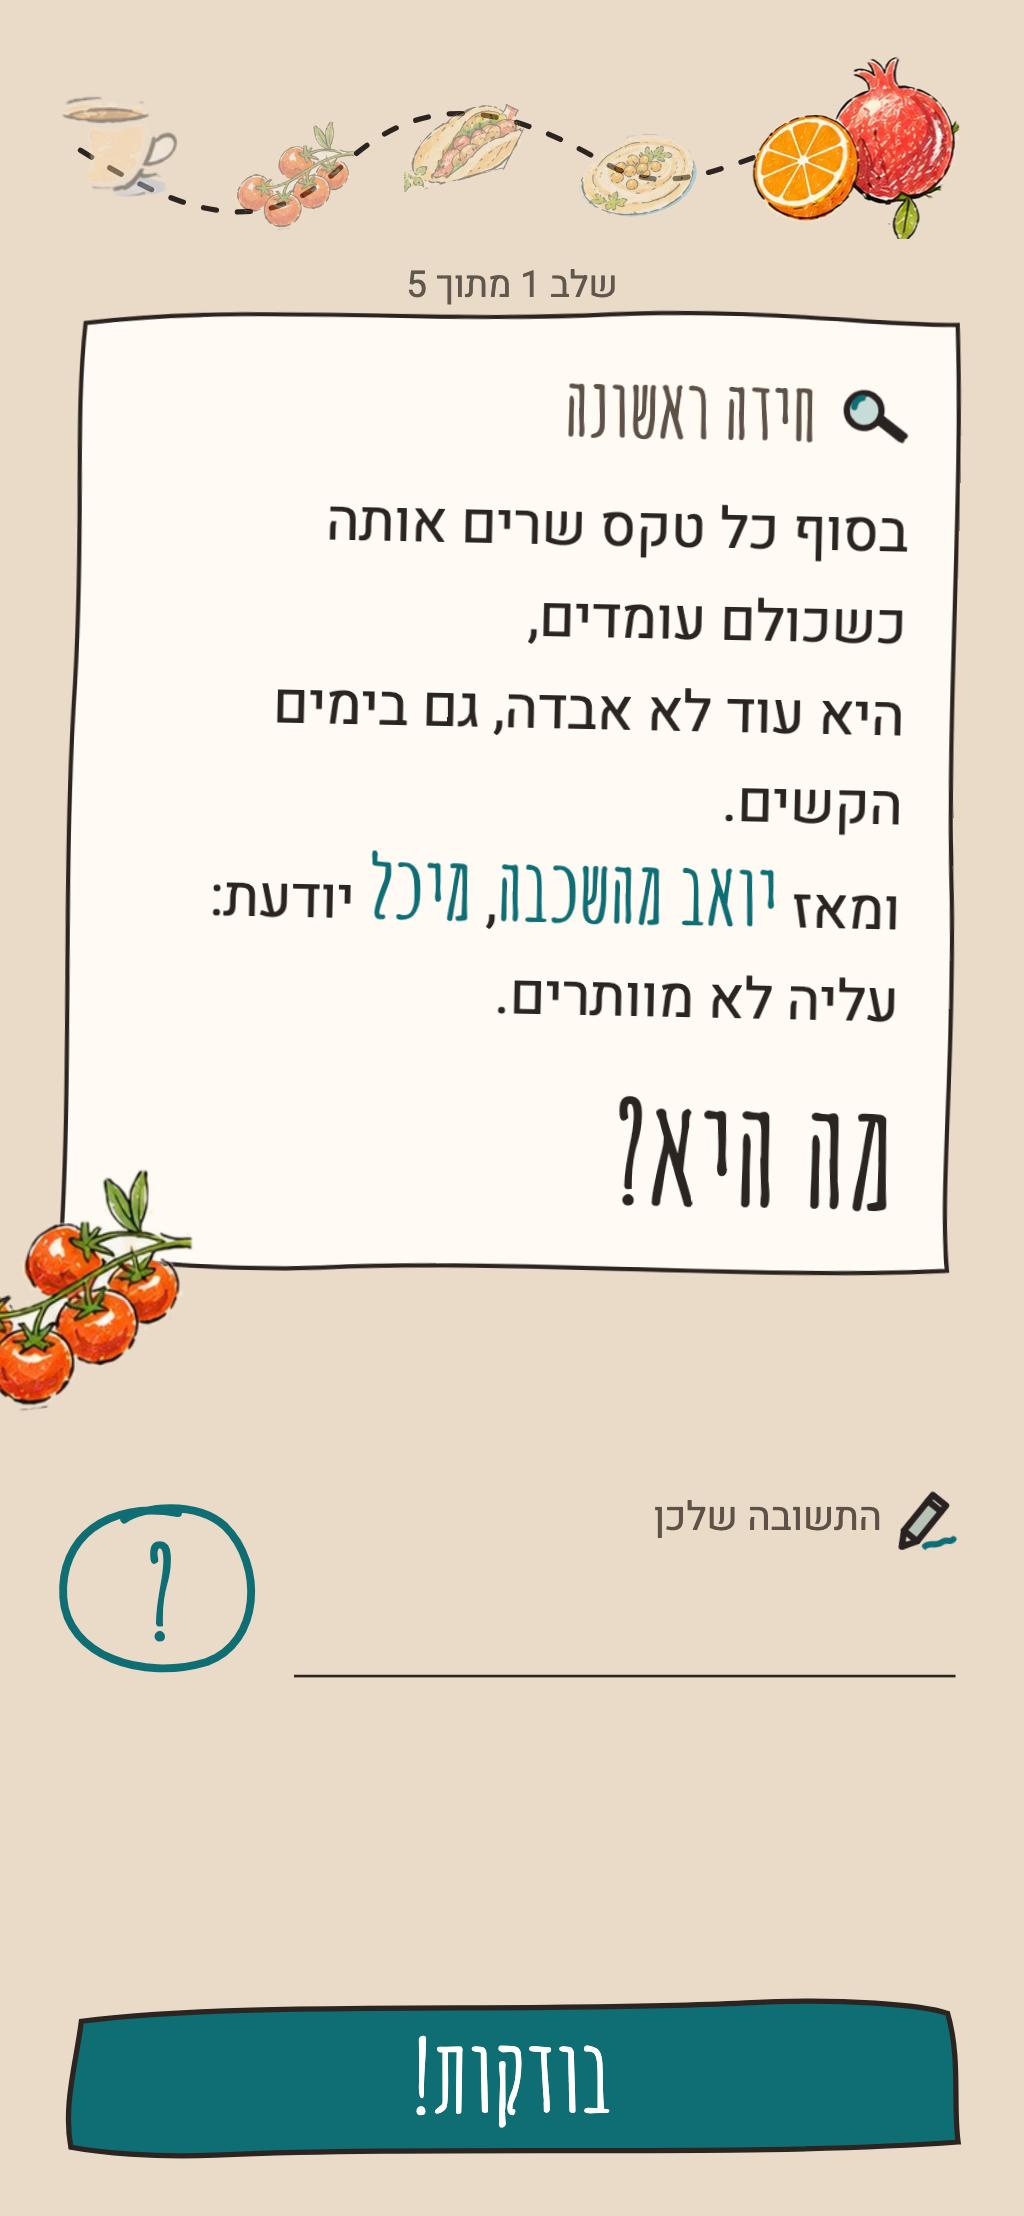 שלב 1 מתוך 5
חידה ראשונה
בסוף כל טקס שרים אותה
כשכולם עומדים,
היא עוד לא אבדה, גם בימים
הקשים.
ומאז יואב מהשכבה, מיכל יודעת:
עליה לא מוותרים.
מה היא?
התשובה שלכן
?
בודקות!